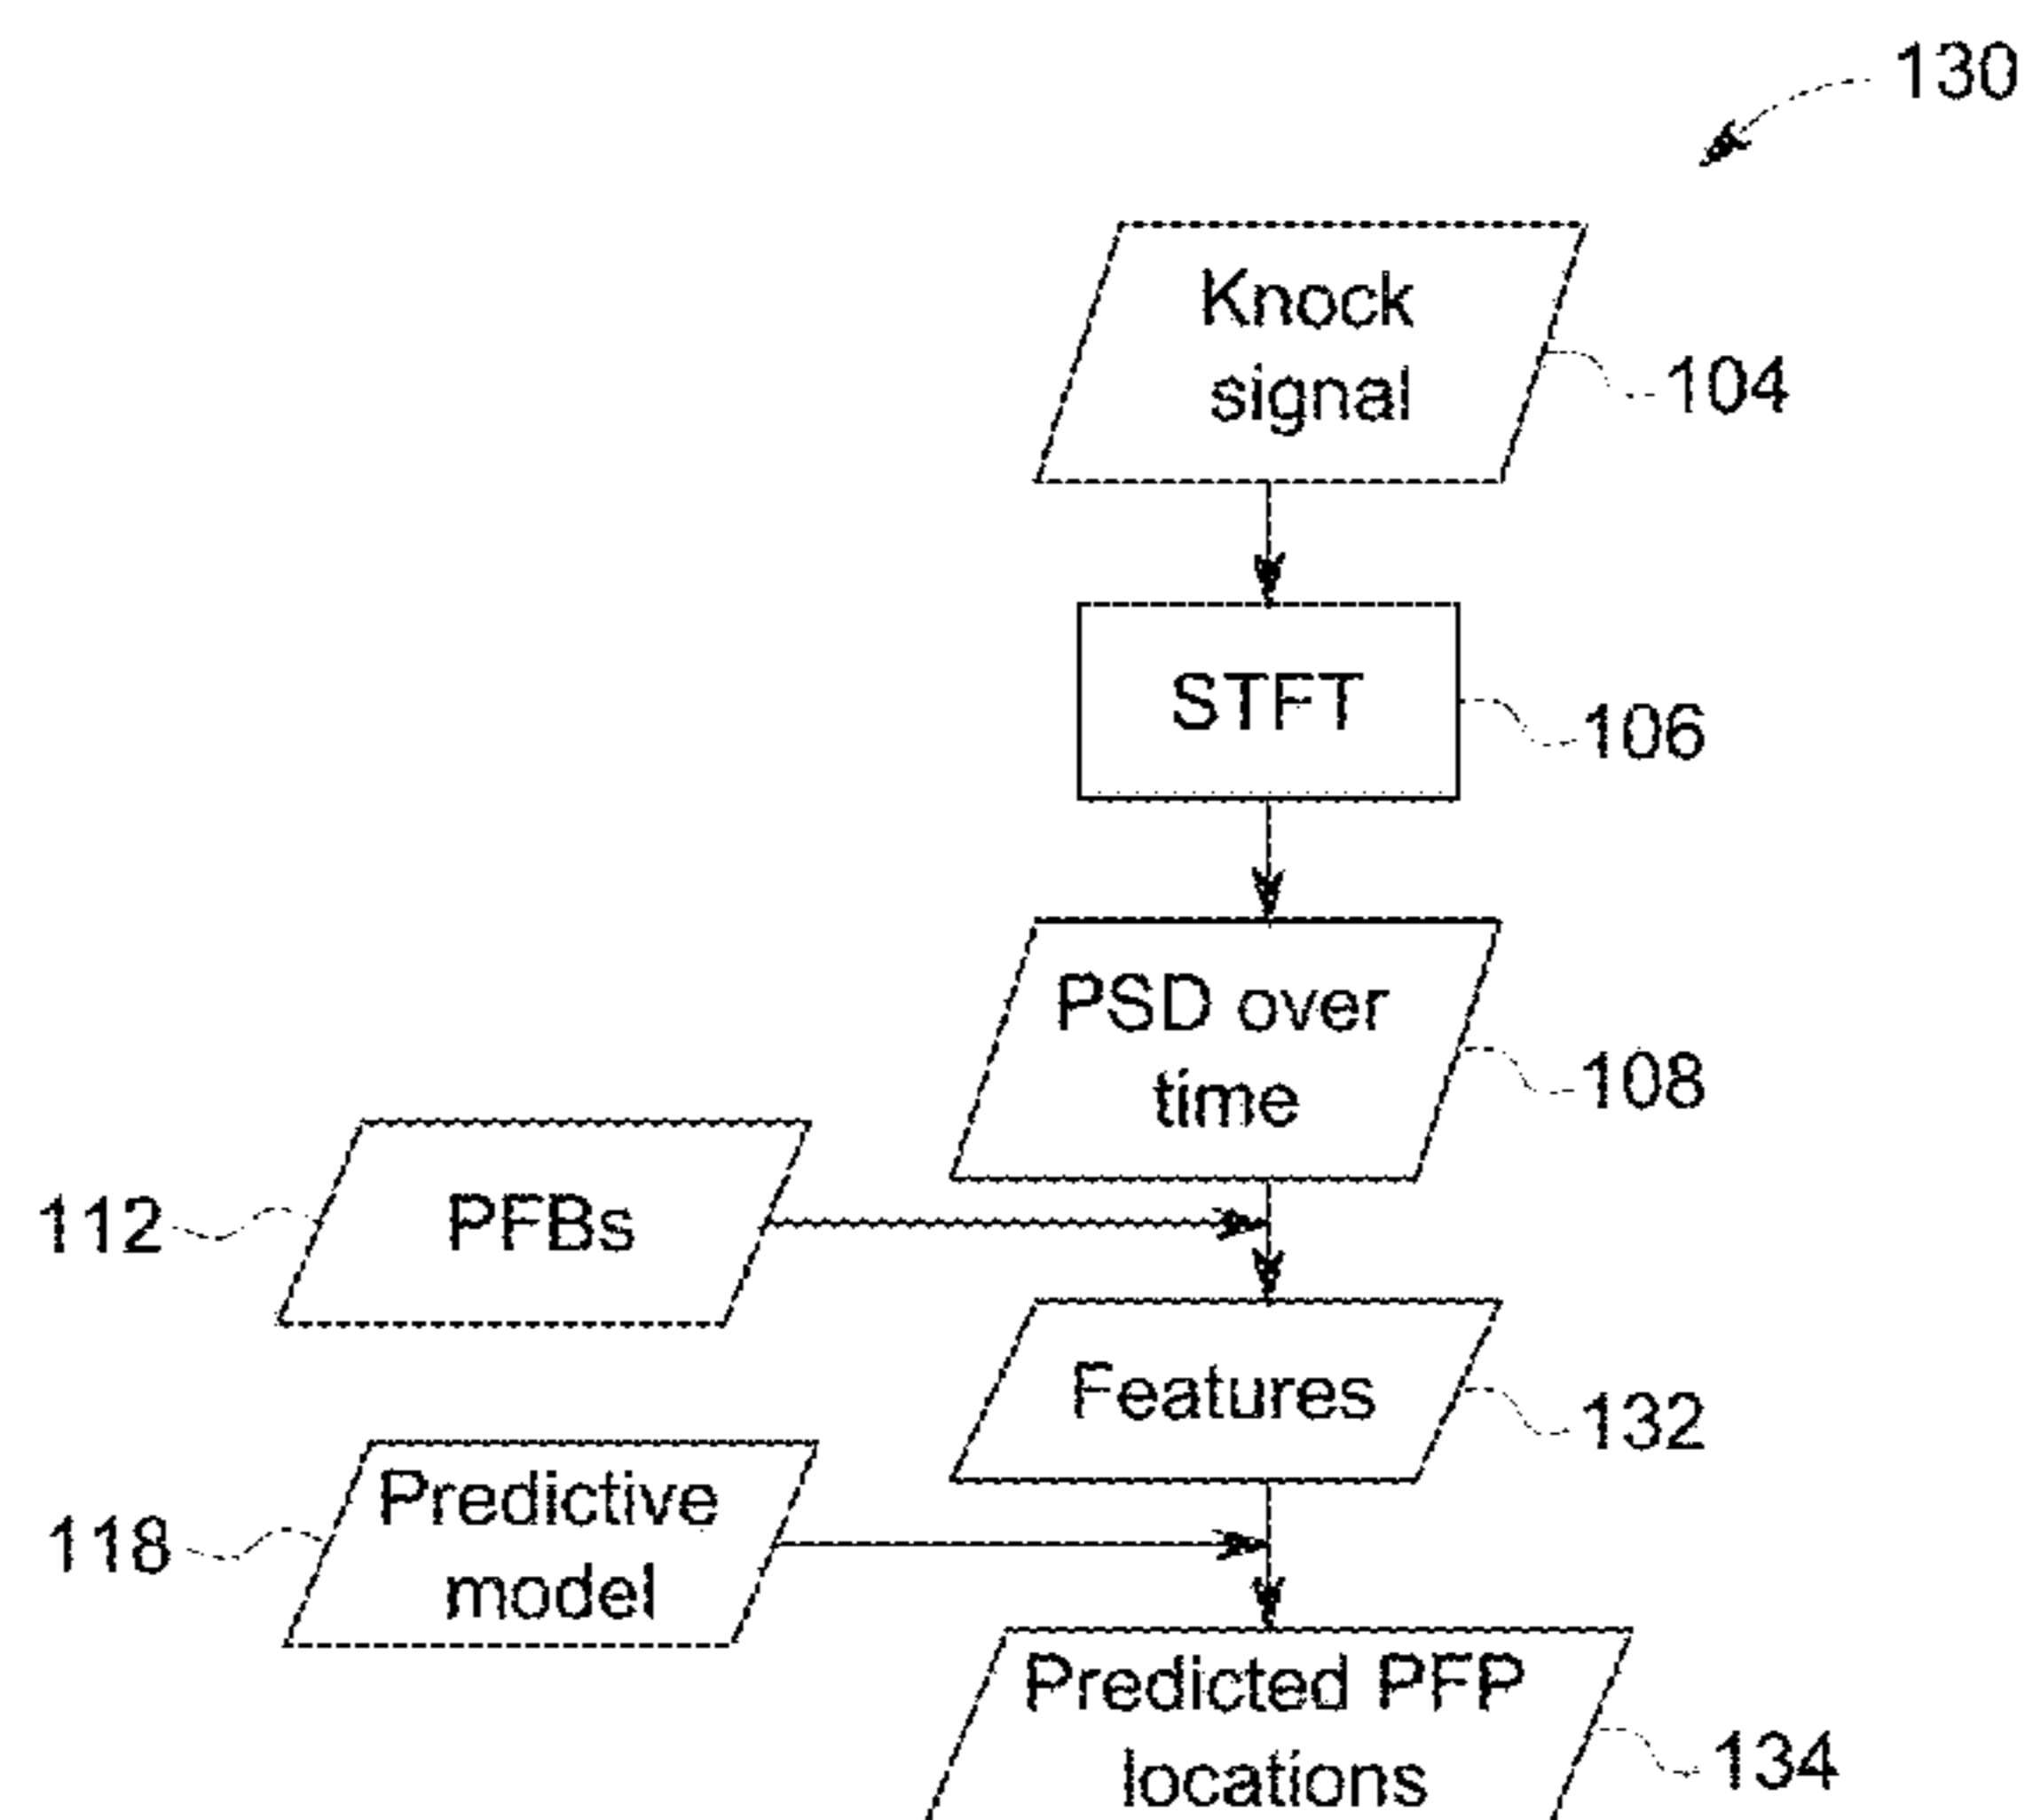 130
Knock
signal
104
STFT
106
PSD over
time
108
112
PFBs
Features
132
118
Predictive
model
Predicted PFP
locations
134